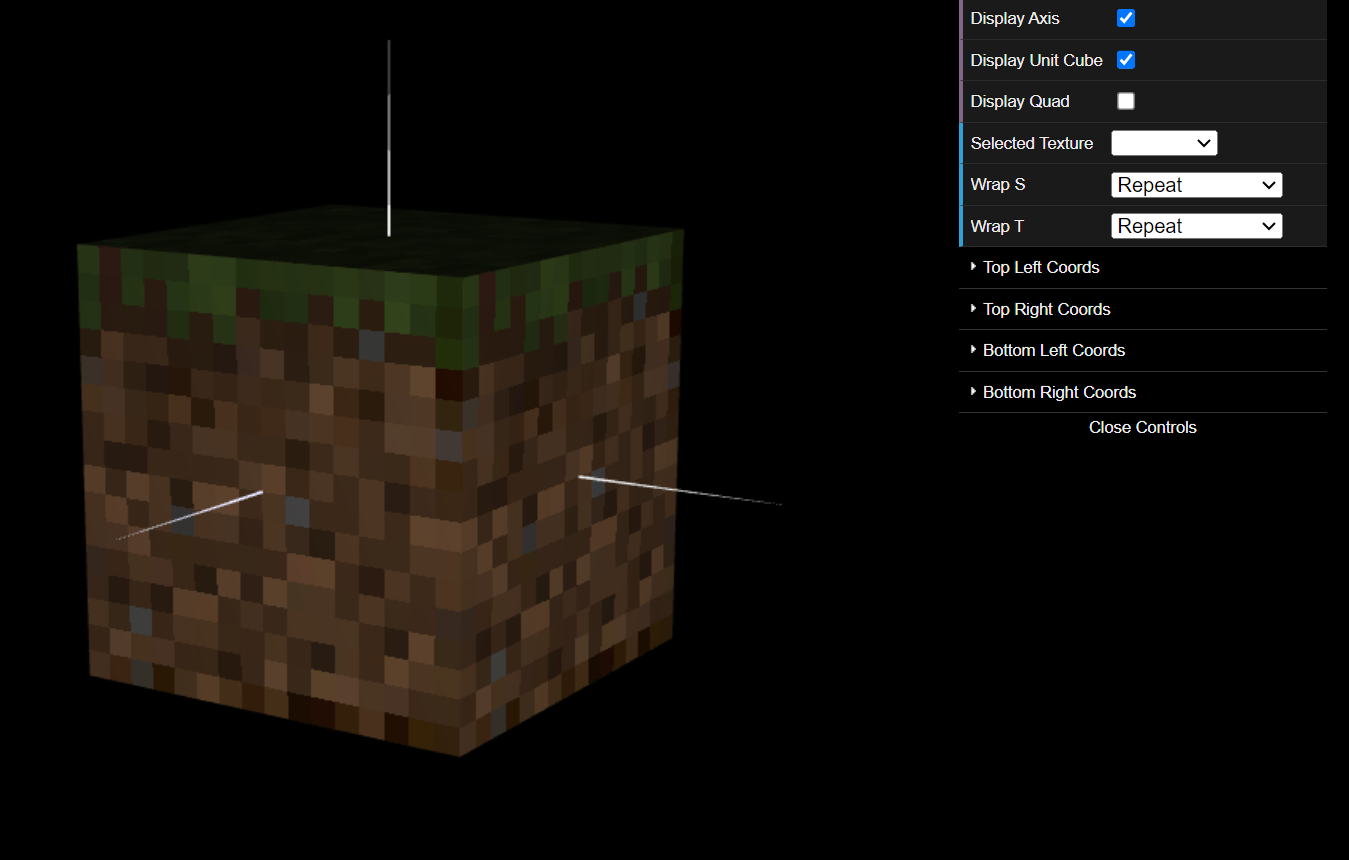 Display Axis
Display Unit Cube
Display Quad
Selected Texture
Wrap S Repeat
Wrap T Repeat
Top Left Coords
Top Right Coords
Bottom Left Coords
Bottom Right Coords
Close Controls